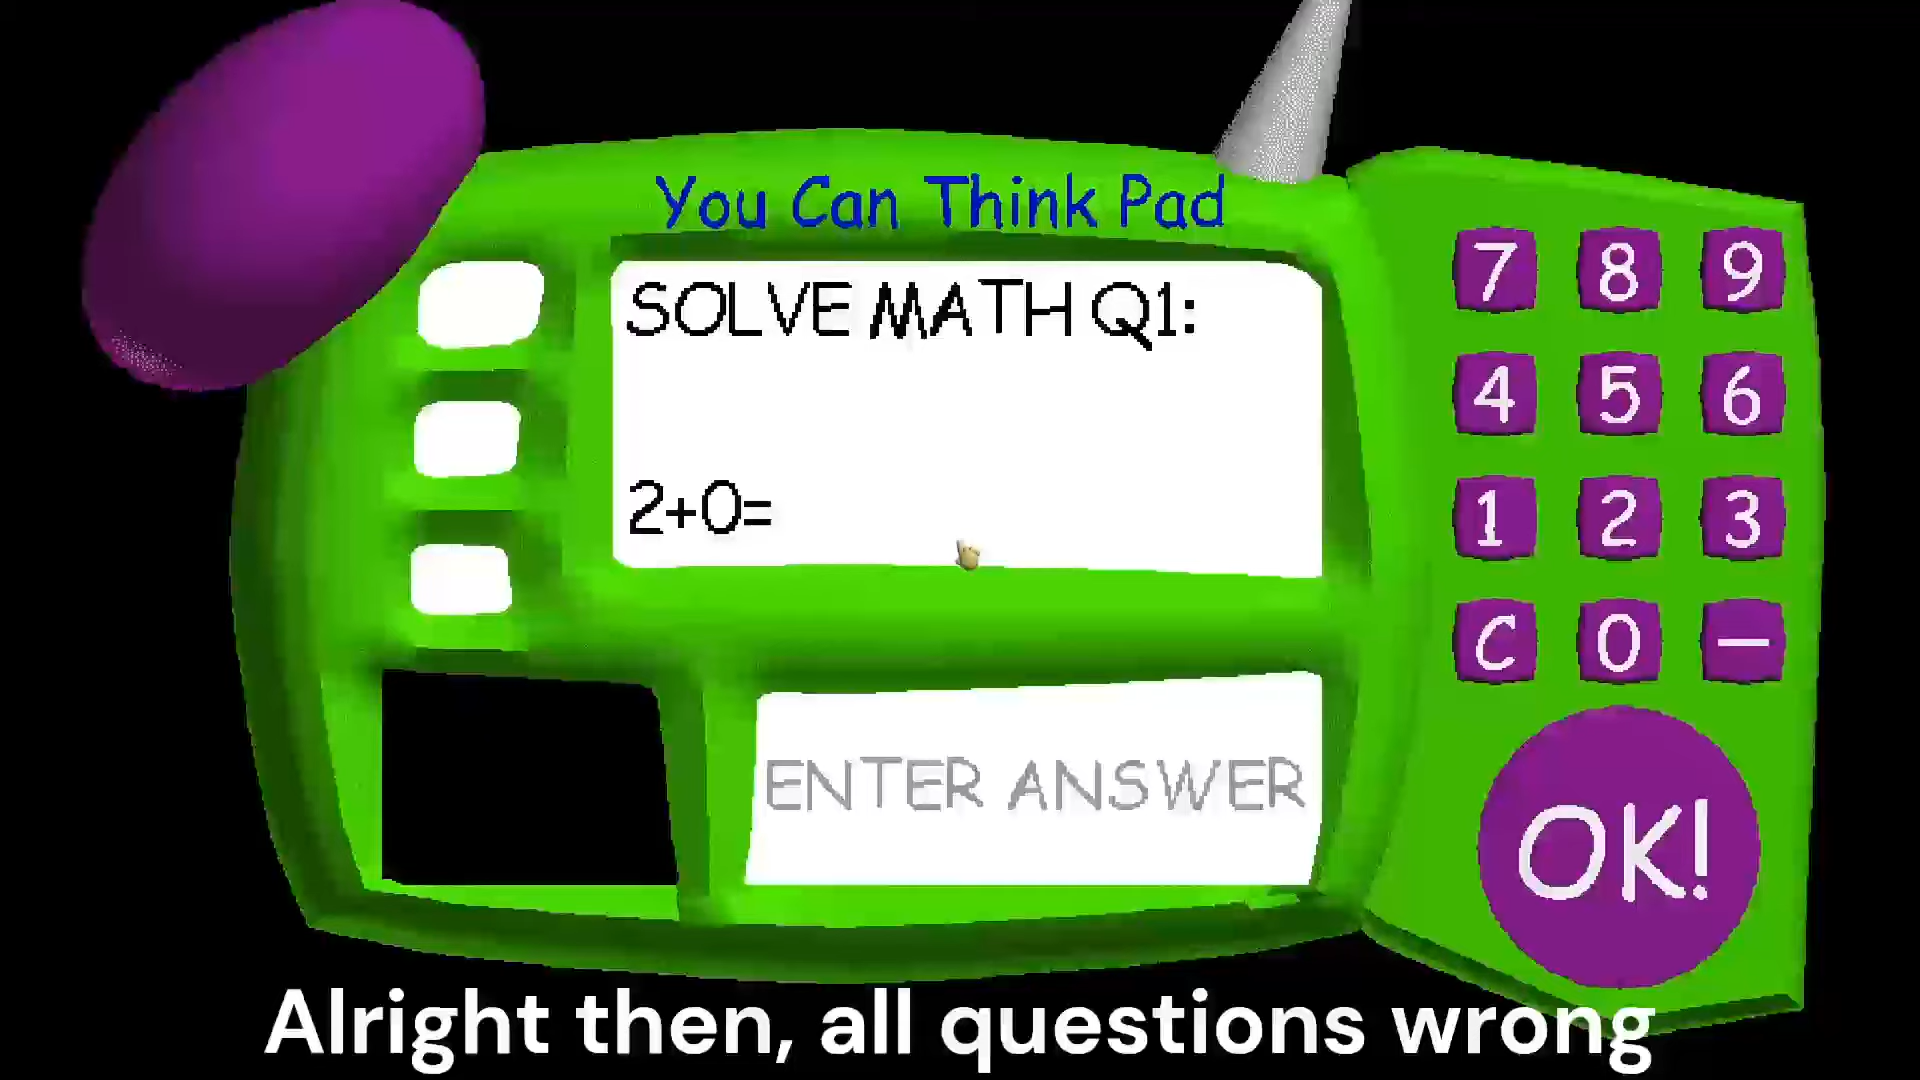 You Can Think Pad
SOLVE MATH Q1:
2+0=
ENTER ANSWER
7 8 9
4 5 6
1 2 3
C 0 −
OK!
Alright then, all questions wrong